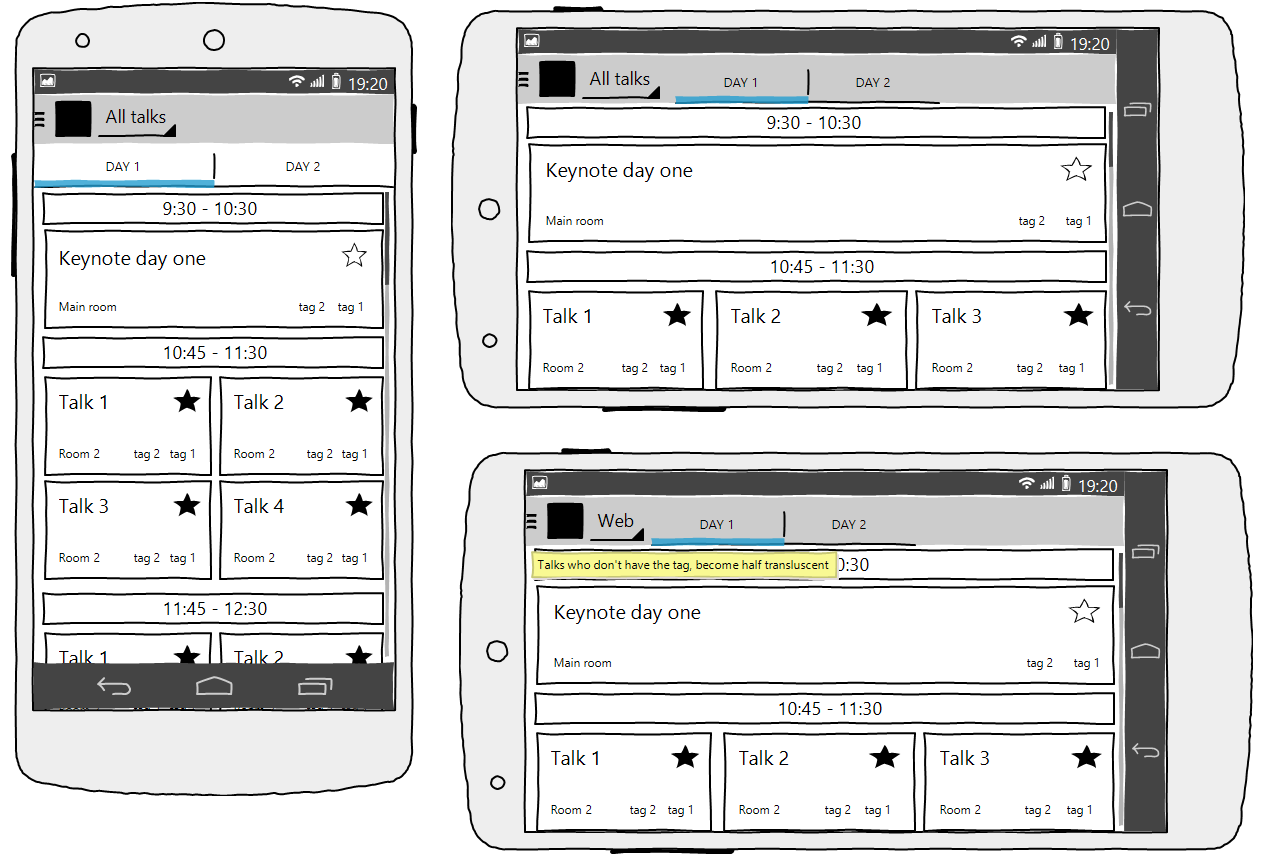 19:20
All talks
DAY 1 DAY 2
9:30 - 10:30
Keynote day one
Main room tag 2 tag 1
10:45 - 11:30
Talk 1 Talk 2
Room 2 tag 2 tag 1 Room 2 tag 2 tag 1
Talk 3 Talk 4
Room 2 tag 2 tag 1 Room 2 tag 2 tag 1
11:45 - 12:30
Talk 1 Talk 2
19:20
All talks DAY 1 DAY 2
9:30 - 10:30
Keynote day one
Main room tag 2 tag 1
10:45 - 11:30
Talk 1 Talk 2 Talk 3
Room 2 tag 2 tag 1 Room 2 tag 2 tag 1 Room 2 tag 2 tag 1
19:20
Web DAY 1 DAY 2
Talks who don't have the tag, become half transluscent 0:30
Keynote day one
Main room tag 2 tag 1
10:45 - 11:30
Talk 1 Talk 2 Talk 3
Room 2 tag 2 tag 1 Room 2 tag 2 tag 1 Room 2 tag 2 tag 1